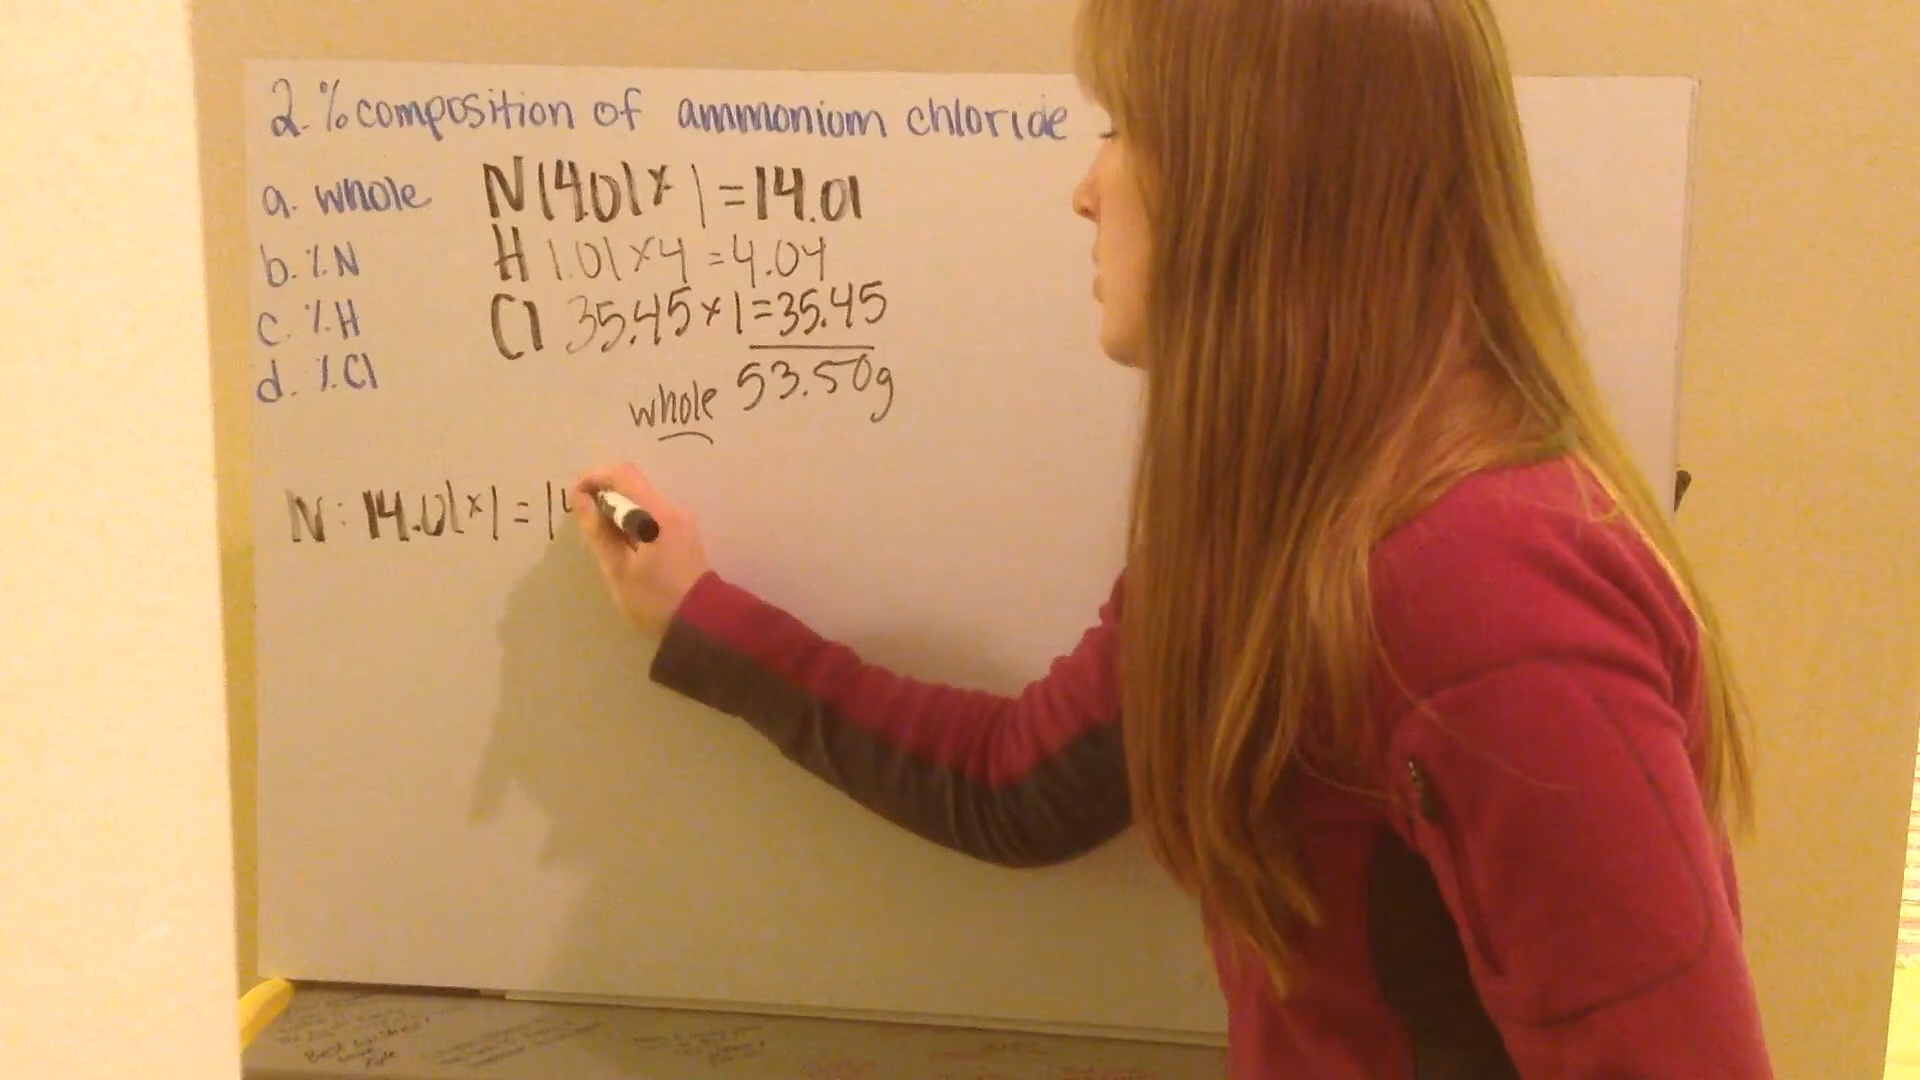 2. % composition of ammonium chloride
a. whole
b. % N
c. % H
d. % Cl
N 14.01 x 1 = 14.01
H 1.01 x 4 = 4.04
Cl 35.45 x 1 = 35.45
whole 53.50g
N: 14.01 x 1 = 14